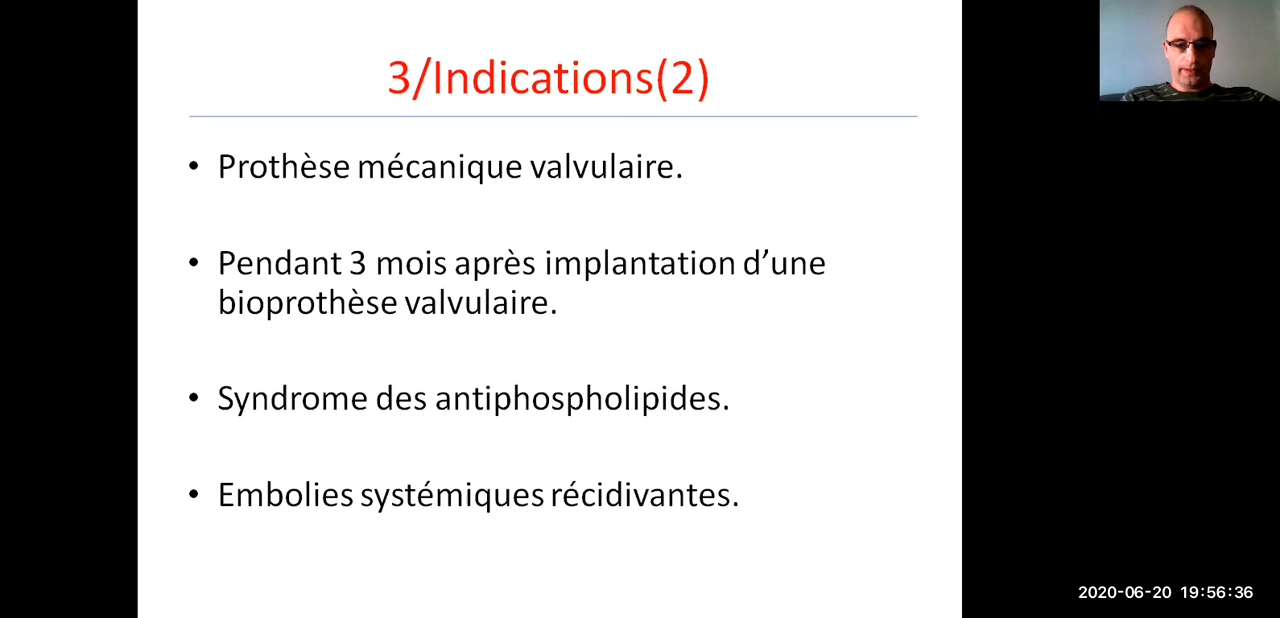 3/Indications(2)
• Prothèse mécanique valvulaire.
• Pendant 3 mois après implantation d’une
bioprothèse valvulaire.
• Syndrome des antiphospholipides.
• Embolies systémiques récidivantes.
2020-06-20 19:56:36